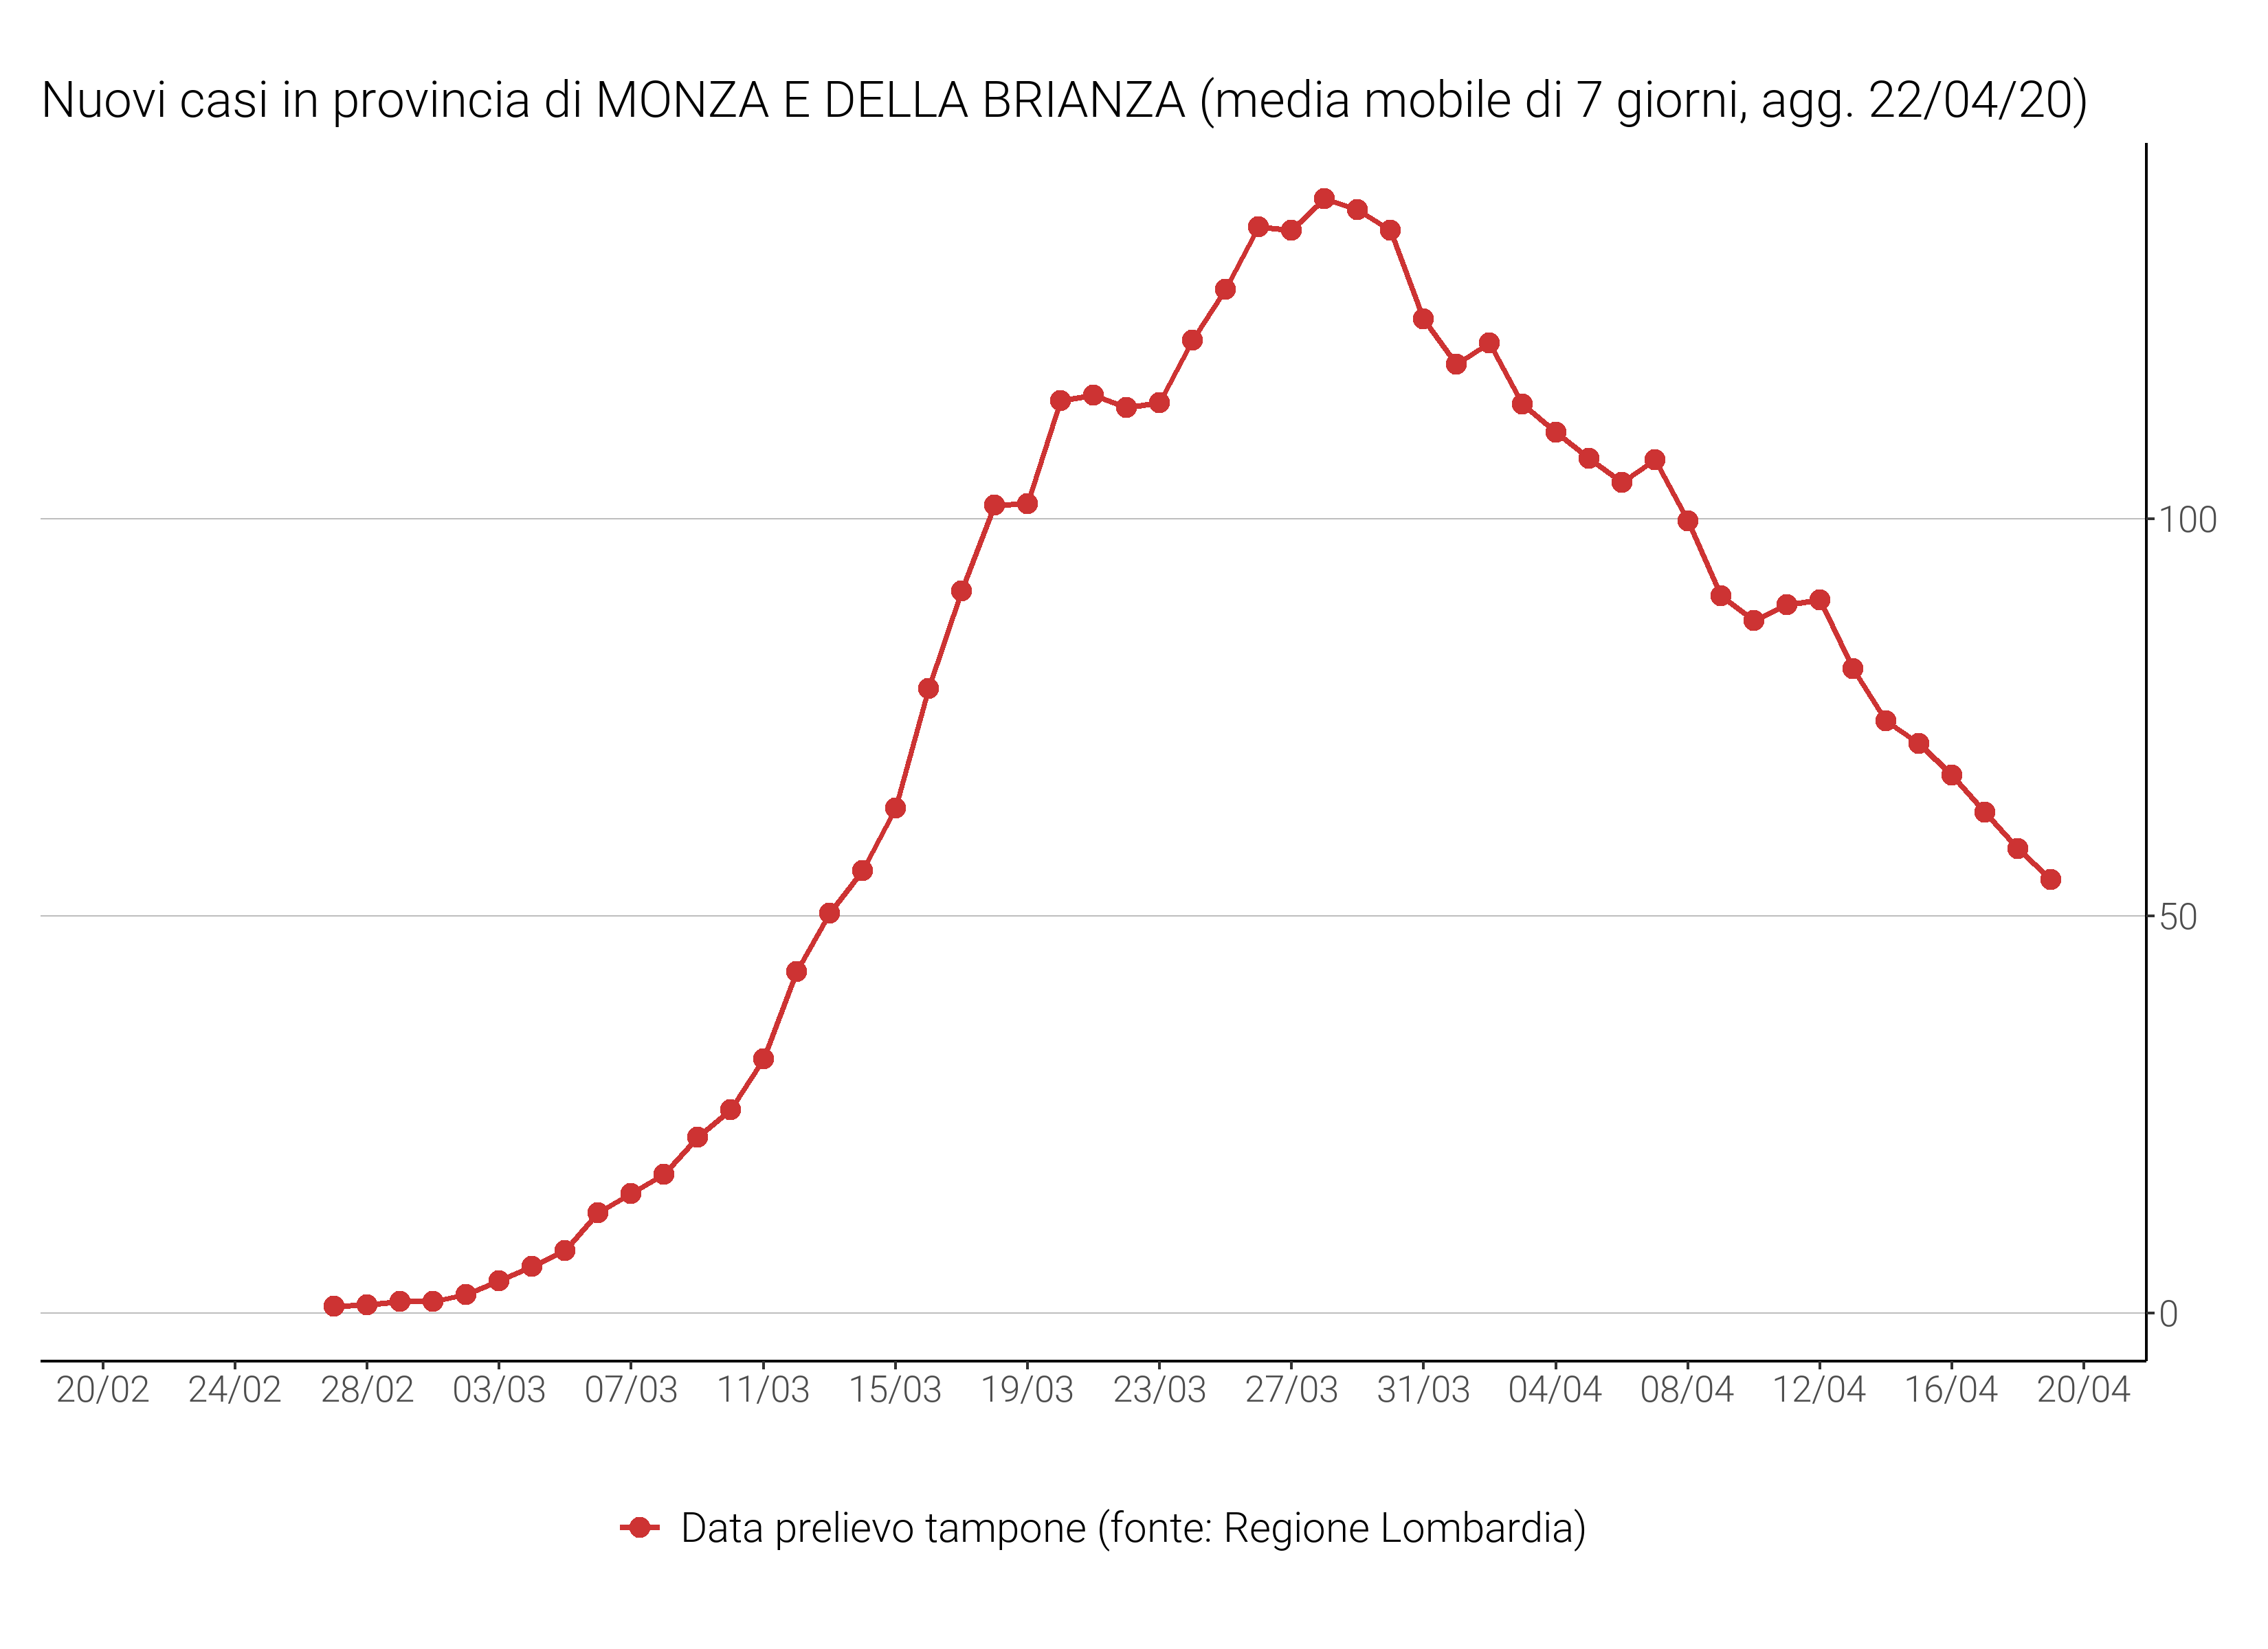 Nuovi casi in provincia di MONZA E DELLA BRIANZA (media mobile di 7 giorni, agg. 22/04/20)
100
50
0
20/02 24/02 28/02 03/03 07/03 11/03 15/03 19/03 23/03 27/03 31/03 04/04 08/04 12/04 16/04 20/04
Data prelievo tampone (fonte: Regione Lombardia)